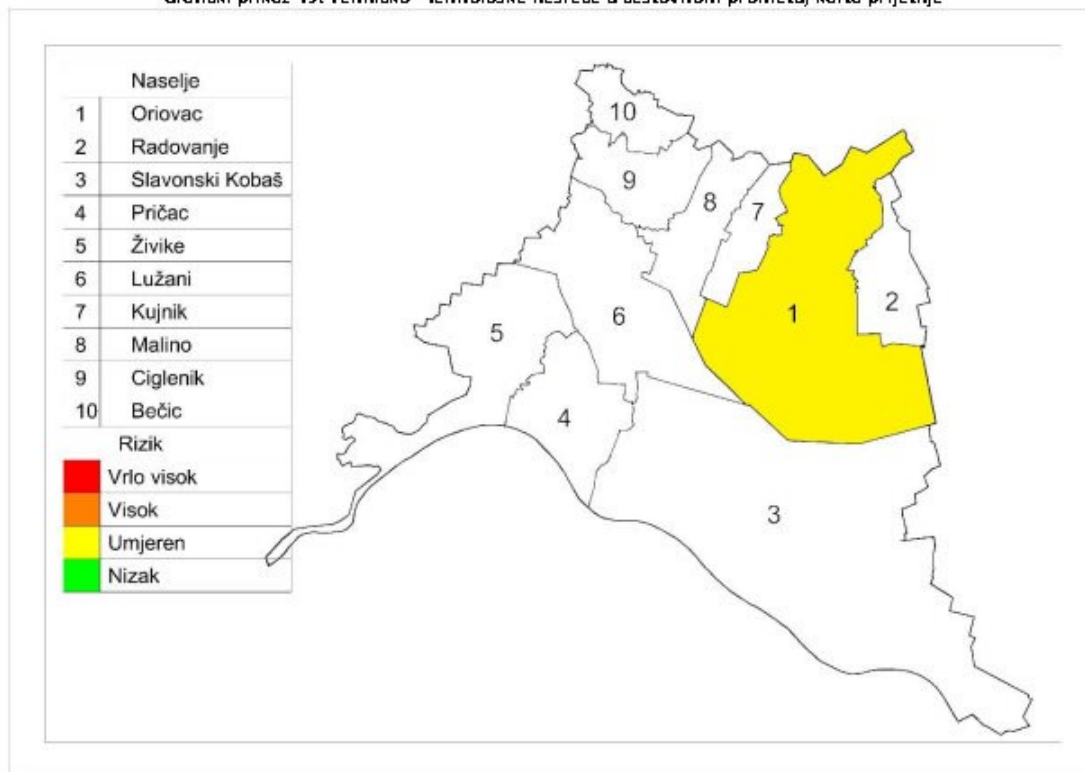 Naselje
1 Oriovac
2 Radovanje
3 Slavonski Kobaš
4 Pričac
5 Živike
6 Lužani
7 Kujnik
8 Malino
9 Ciglenik
10 Bečic
Rizik
Vrlo visok
Visok
Umjeren
Nizak
10
9
8
7
1
2
6
5
4
3